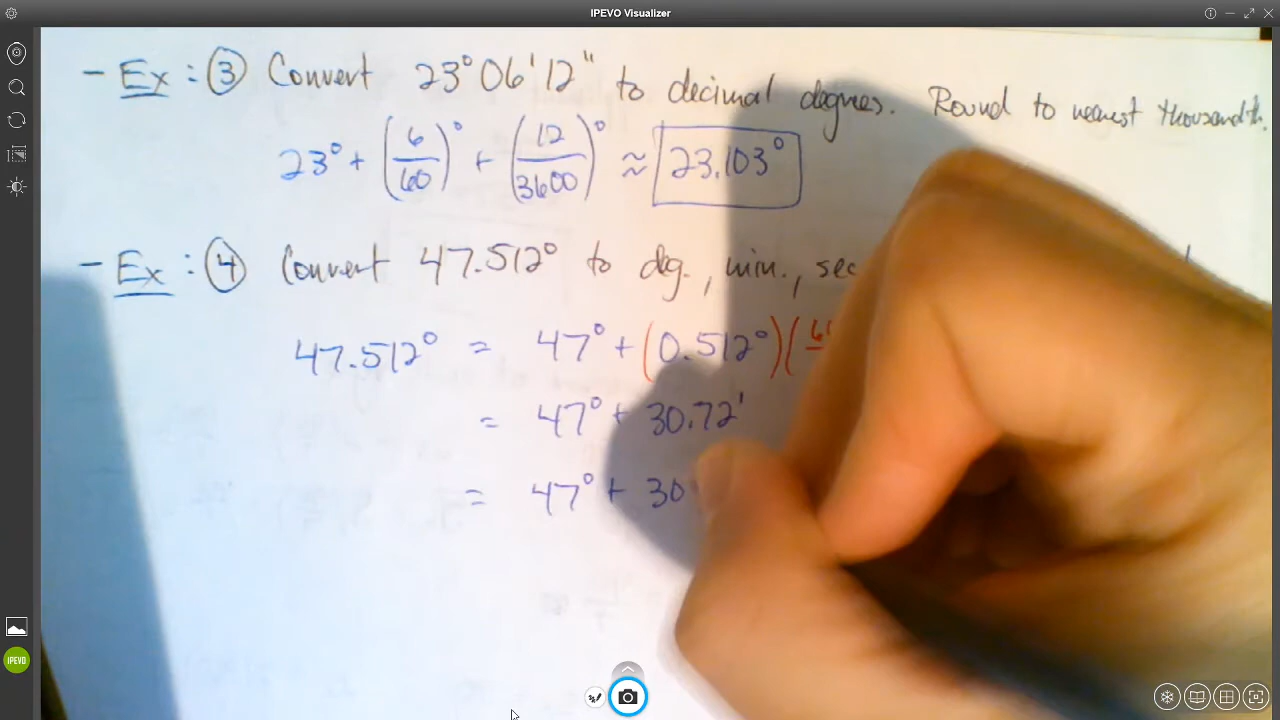 IPEVO Visualizer
- Ex : ③ Convert 23°06'12" to decimal degrees. Round to nearest thousandth.
23° + (6/60)° + (12/3600)° ≈ 23.103°
- Ex : ④ Convert 47.512° to deg., min., sec
47.512° = 47° + (0.512°)(
= 47° + 30.72'
= 47° + 30
IPEVO